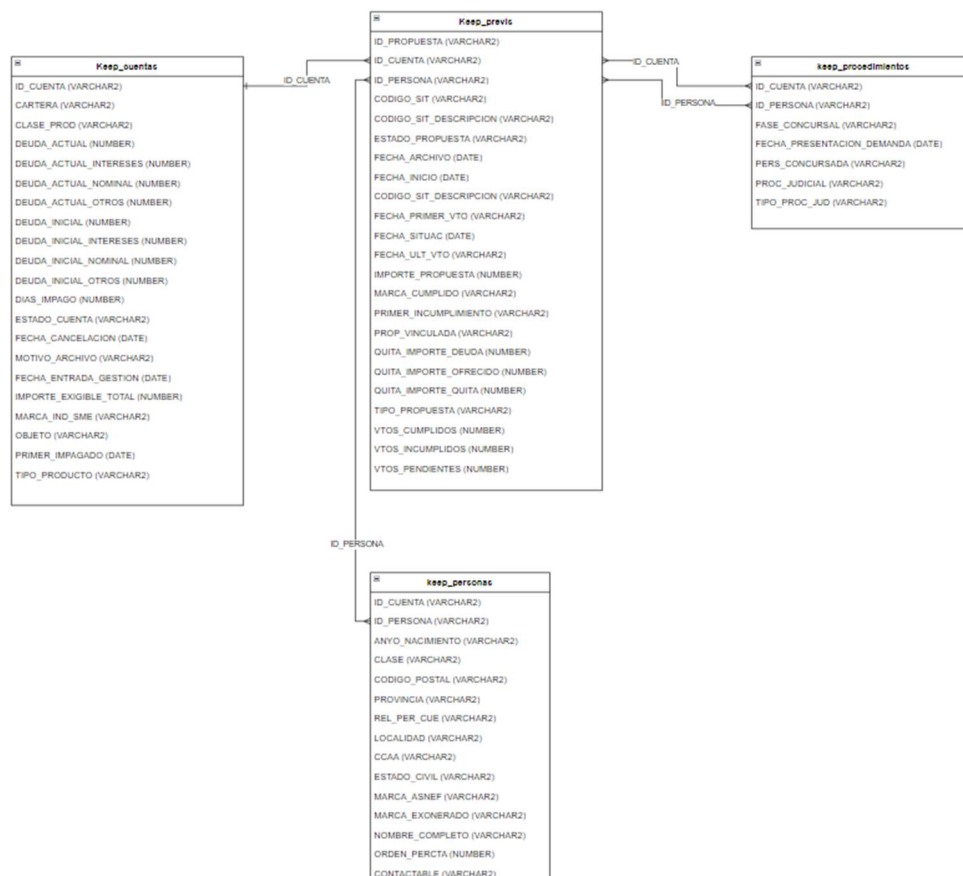 Keep_previs
ID_PROPUESTA (VARCHAR2)
ID_CUENTA (VARCHAR2)
ID_PERSONA (VARCHAR2)
CODIGO_SIT (VARCHAR2)
CODIGO_SIT_DESCRIPCION (VARCHAR2)
ESTADO_PROPUESTA (VARCHAR2)
FECHA_ARCHIVO (DATE)
FECHA_INICIO (DATE)
CODIGO_SIT_DESCRIPCION (VARCHAR2)
FECHA_PRIMER_VTO (VARCHAR2)
FECHA_SITUAC (DATE)
FECHA_ULT_VTO (VARCHAR2)
IMPORTE_PROPUESTA (NUMBER)
MARCA_CUMPLIDO (VARCHAR2)
PRIMER_INCUMPLIMIENTO (VARCHAR2)
PROP_VINCULADA (VARCHAR2)
QUITA_IMPORTE_DEUDA (NUMBER)
QUITA_IMPORTE_OFRECIDO (NUMBER)
QUITA_IMPORTE_QUITA (NUMBER)
TIPO_PROPUESTA (VARCHAR2)
VTOS_CUMPLIDOS (NUMBER)
VTOS_INCUMPLIDOS (NUMBER)
VTOS_PENDIENTES (NUMBER)
Keep_cuentas
ID_CUENTA (VARCHAR2)
CARTERA (VARCHAR2)
CLASE_PROD (VARCHAR2)
DEUDA_ACTUAL (NUMBER)
DEUDA_ACTUAL_INTERESES (NUMBER)
DEUDA_ACTUAL_NOMINAL (NUMBER)
DEUDA_ACTUAL_OTROS (NUMBER)
DEUDA_INICIAL (NUMBER)
DEUDA_INICIAL_INTERESES (NUMBER)
DEUDA_INICIAL_NOMINAL (NUMBER)
DEUDA_INICIAL_OTROS (NUMBER)
DIAS_IMPAGO (NUMBER)
ESTADO_CUENTA (VARCHAR2)
FECHA_CANCELACION (DATE)
MOTIVO_ARCHIVO (VARCHAR2)
FECHA_ENTRADA_GESTION (DATE)
IMPORTE_EXIGIBLE_TOTAL (NUMBER)
MARCA_IND_SME (VARCHAR2)
OBJETO (VARCHAR2)
PRIMER_IMPAGADO (DATE)
TIPO_PRODUCTO (VARCHAR2)
ID_CUENTA
ID_CUENTA
ID_PERSONA
keep_procedimientos
ID_CUENTA (VARCHAR2)
ID_PERSONA (VARCHAR2)
FASE_CONCURSAL (VARCHAR2)
FECHA_PRESENTACION_DEMANDA (DATE)
PERS_CONCURSADA (VARCHAR2)
PROC_JUDICIAL (VARCHAR2)
TIPO_PROC_JUD (VARCHAR2)
ID_PERSONA
keep_personas
ID_CUENTA (VARCHAR2)
ID_PERSONA (VARCHAR2)
ANYO_NACIMIENTO (VARCHAR2)
CLASE (VARCHAR2)
CODIGO_POSTAL (VARCHAR2)
PROVINCIA (VARCHAR2)
REL_PER_CUE (VARCHAR2)
LOCALIDAD (VARCHAR2)
CCAA (VARCHAR2)
ESTADO_CIVIL (VARCHAR2)
MARCA_ASNEF (VARCHAR2)
MARCA_EXONERADO (VARCHAR2)
NOMBRE_COMPLETO (VARCHAR2)
ORDEN_PERCTA (NUMBER)
CONTACTABLE (VARCHAR2)